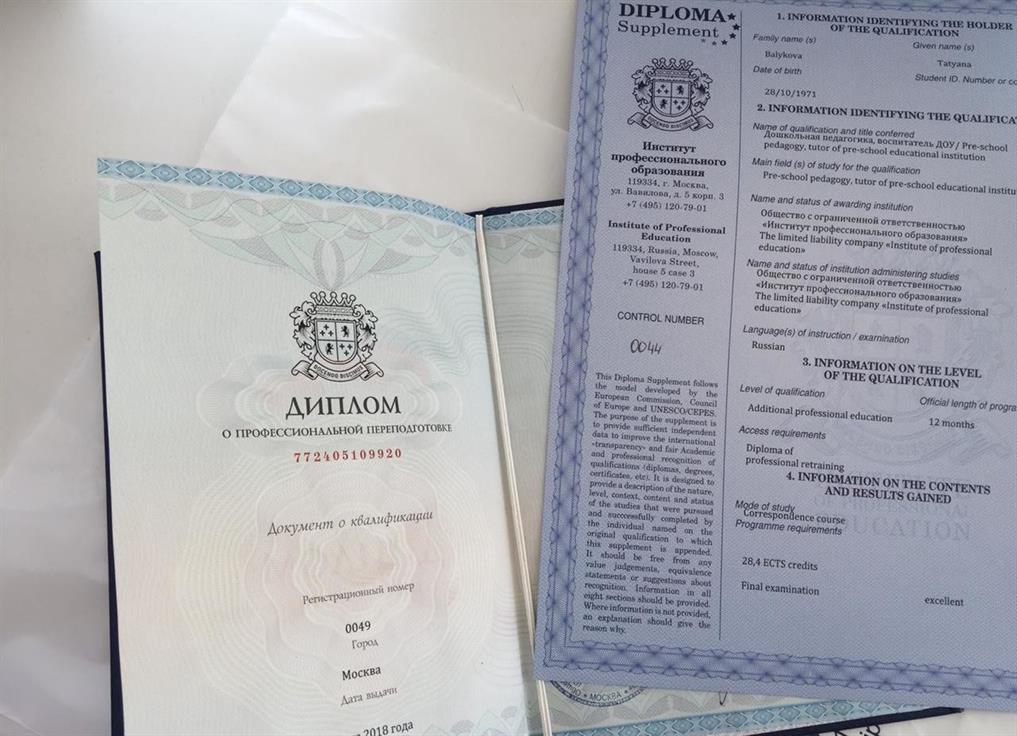 DOCENDO DISCIMUS
ДИПЛОМ
О ПРОФЕССИОНАЛЬНОЙ ПЕРЕПОДГОТОВКЕ
772405109920
Документ о квалификации
Регистрационный номер
0049
Город
Москва
Дата выдачи
2018 года
МОСКВА
DIPLOMA
Supplement
DOCENDO DISCIMUS
Институт
профессионального
образования
119334, г. Москва,
ул. Вавилова, д. 5 корп. 3
+7 (495) 120-79-01
Institute of Professional
Education
119334, Russia, Moscow,
Vavilova Street,
house 5 case 3
+7 (495) 120-79-01
CONTROL NUMBER
0044
This Diploma Supplement follows
the model developed by the
European Commission, Council
of Europe and UNESCO/CEPES.
The purpose of the supplement is
to provide sufficient independent
data to improve the international
«transparency» and fair Academic
and professional recognition of
qualifications (diplomas, degrees,
certificates, etc). It is designed to
provide a description of the nature,
level, context, content and status
of the studies that were pursued
and succcessfully completed by
the individual named on the
original qualification to which
this supplement is appended.
It should be free from any
value judgements, equivalence
statements or suggestions about
recognition. Information in all
eight sections should be provided.
Where information is not provided,
an explanation should give the
reason why.
1. INFORMATION IDENTIFYING THE HOLDER
OF THE QUALIFICATION
Family name (s)
Given name (s)
Balykova
Tatyana
Date of birth
Student ID. Number or co
28/10/1971
2. INFORMATION IDENTIFYING THE QUALIFICA
Name of qualification and title conferred
Дошкольная педагогика, воспитатель ДОУ/ Pre-school
pedagogy, tutor of pre-school educational institution
Main field (s) of study for the qualification
Pre-school pedagogy, tutor of pre-school educational institu
Name and status of awarding institution
Общество с ограниченной ответственностью
«Институт профессионального образования»
The limited liability company «Institute of professional
education»
Name and status of institution administering studies
Общество с ограниченной ответственностью
«Институт профессионального образования»
The limited liability company «Institute of professional
education»
Language(s) of instruction / examination
Russian
3. INFORMATION ON THE LEVEL
OF THE QUALIFICATION
Level of qualification
Official length of progra
Additional professional education
12 months
Access requirements
Diploma of
professional retraining
4. INFORMATION ON THE CONTENTS
AND RESULTS GAINED
Mode of study
Correspondence course
Programme requirements
28,4 ECTS credits
Final examination
excellent